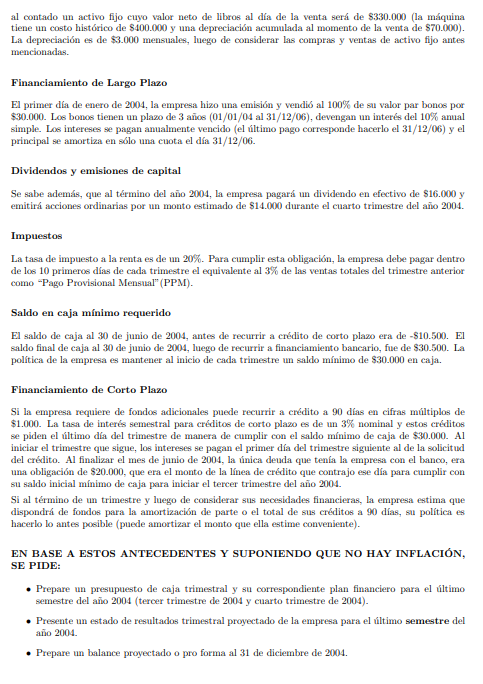 al contado un activo fijo cuyo valor neto de libros al día de la venta será de $330.000 (la máquina
tiene un costo histórico de $400.000 y una depreciación acumulada al momento de la venta de $70.000).
La depreciación es de $3.000 mensuales, luego de considerar las compras y ventas de activo fijo antes
mencionadas.
Financiamiento de Largo Plazo
El primer día de enero de 2004, la empresa hizo una emisión y vendió al 100% de su valor par bonos por
$30.000. Los bonos tienen un plazo de 3 años (01/01/04 al 31/12/06), devengan un interés del 10% anual
simple. Los intereses se pagan anualmente vencido (el último pago corresponde hacerlo el 31/12/06) y el
principal se amortiza en sólo una cuota el día 31/12/06.
Dividendos y emisiones de capital
Se sabe además, que al término del año 2004, la empresa pagará un dividendo en efectivo de $16.000 y
emitirá acciones ordinarias por un monto estimado de $14.000 durante el cuarto trimestre del año 2004.
Impuestos
La tasa de impuesto a la renta es de un 20%. Para cumplir esta obligación, la empresa debe pagar dentro
de los 10 primeros días de cada trimestre el equivalente al 3% de las ventas totales del trimestre anterior
como "Pago Provisional Mensual" (PPM).
Saldo en caja mínimo requerido
El saldo de caja al 30 de junio de 2004, antes de recurrir a crédito de corto plazo era de -$10.500. El
saldo final de caja al 30 de junio de 2004, luego de recurrir a financiamiento bancario, fue de $30.500. La
política de la empresa es mantener al inicio de cada trimestre un saldo mínimo de $30.000 en caja.
Financiamiento de Corto Plazo
Si la empresa requiere de fondos adicionales puede recurrir a crédito a 90 días en cifras múltiplos de
$1.000. La tasa de interés semestral para créditos de corto plazo es de un 3% nominal y estos créditos
se piden el último día del trimestre de manera de cumplir con el saldo mínimo de caja de $30.000. Al
iniciar el trimestre que sigue, los intereses se pagan el primer día del trimestre siguiente al de la solicitud
del crédito. Al finalizar el mes de junio de 2004, la única deuda que tenía la empresa con el banco, era
una obligación de $20.000, que era el monto de la línea de crédito que contrajo ese día para cumplir con
su saldo inicial mínimo de caja para iniciar el tercer trimestre del año 2004.
Si al término de un trimestre y luego de considerar sus necesidades financieras, la empresa estima que
dispondrá de fondos para la amortización de parte o el total de sus créditos a 90 días, su política es
hacerlo lo antes posible (puede amortizar el monto que ella estime conveniente).
EN BASE A ESTOS ANTECEDENTES Y SUPONIENDO QUE NO HAY INFLACIÓN,
SE PIDE:
• Prepare un presupuesto de caja trimestral y su correspondiente plan financiero para el último
semestre del año 2004 (tercer trimestre de 2004 y cuarto trimestre de 2004).
• Presente un estado de resultados trimestral proyectado de la empresa para el último semestre del
año 2004.
• Prepare un balance proyectado o pro forma al 31 de diciembre de 2004.